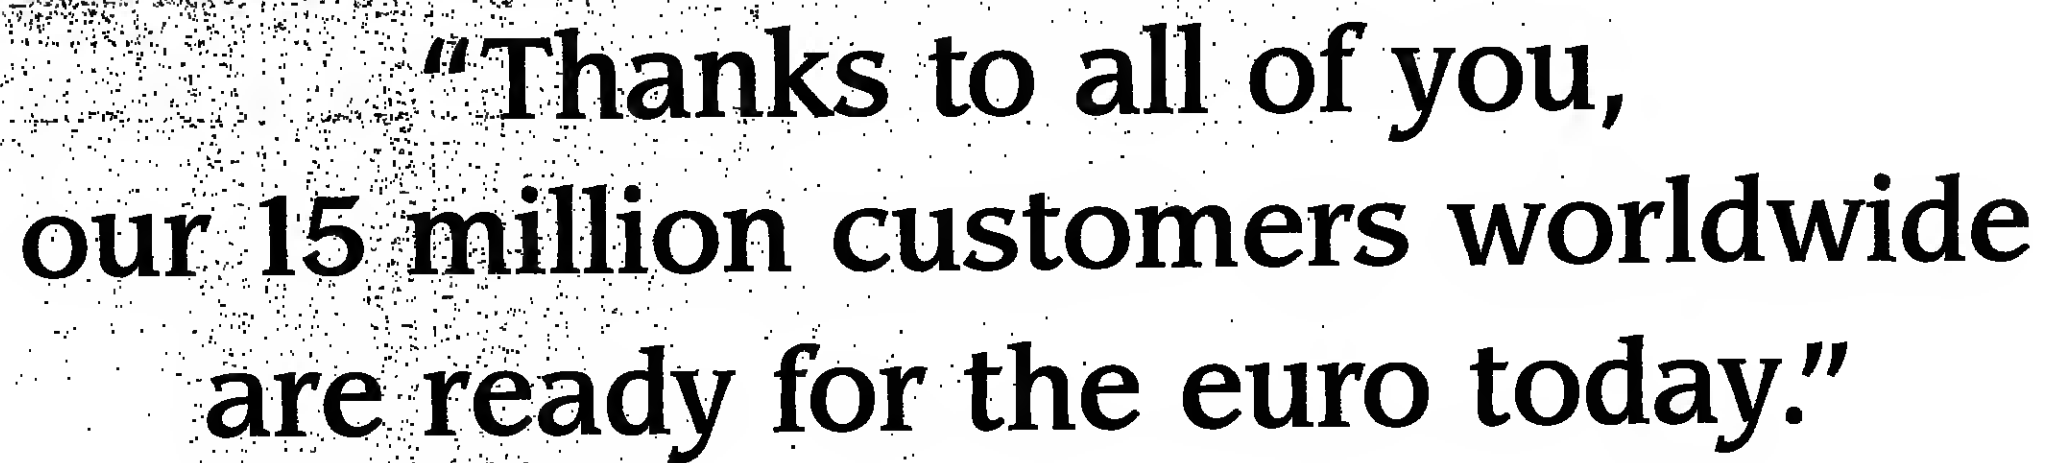 “Thanks to all of you,
our 15 million customers worldwide
are ready for the euro today.”